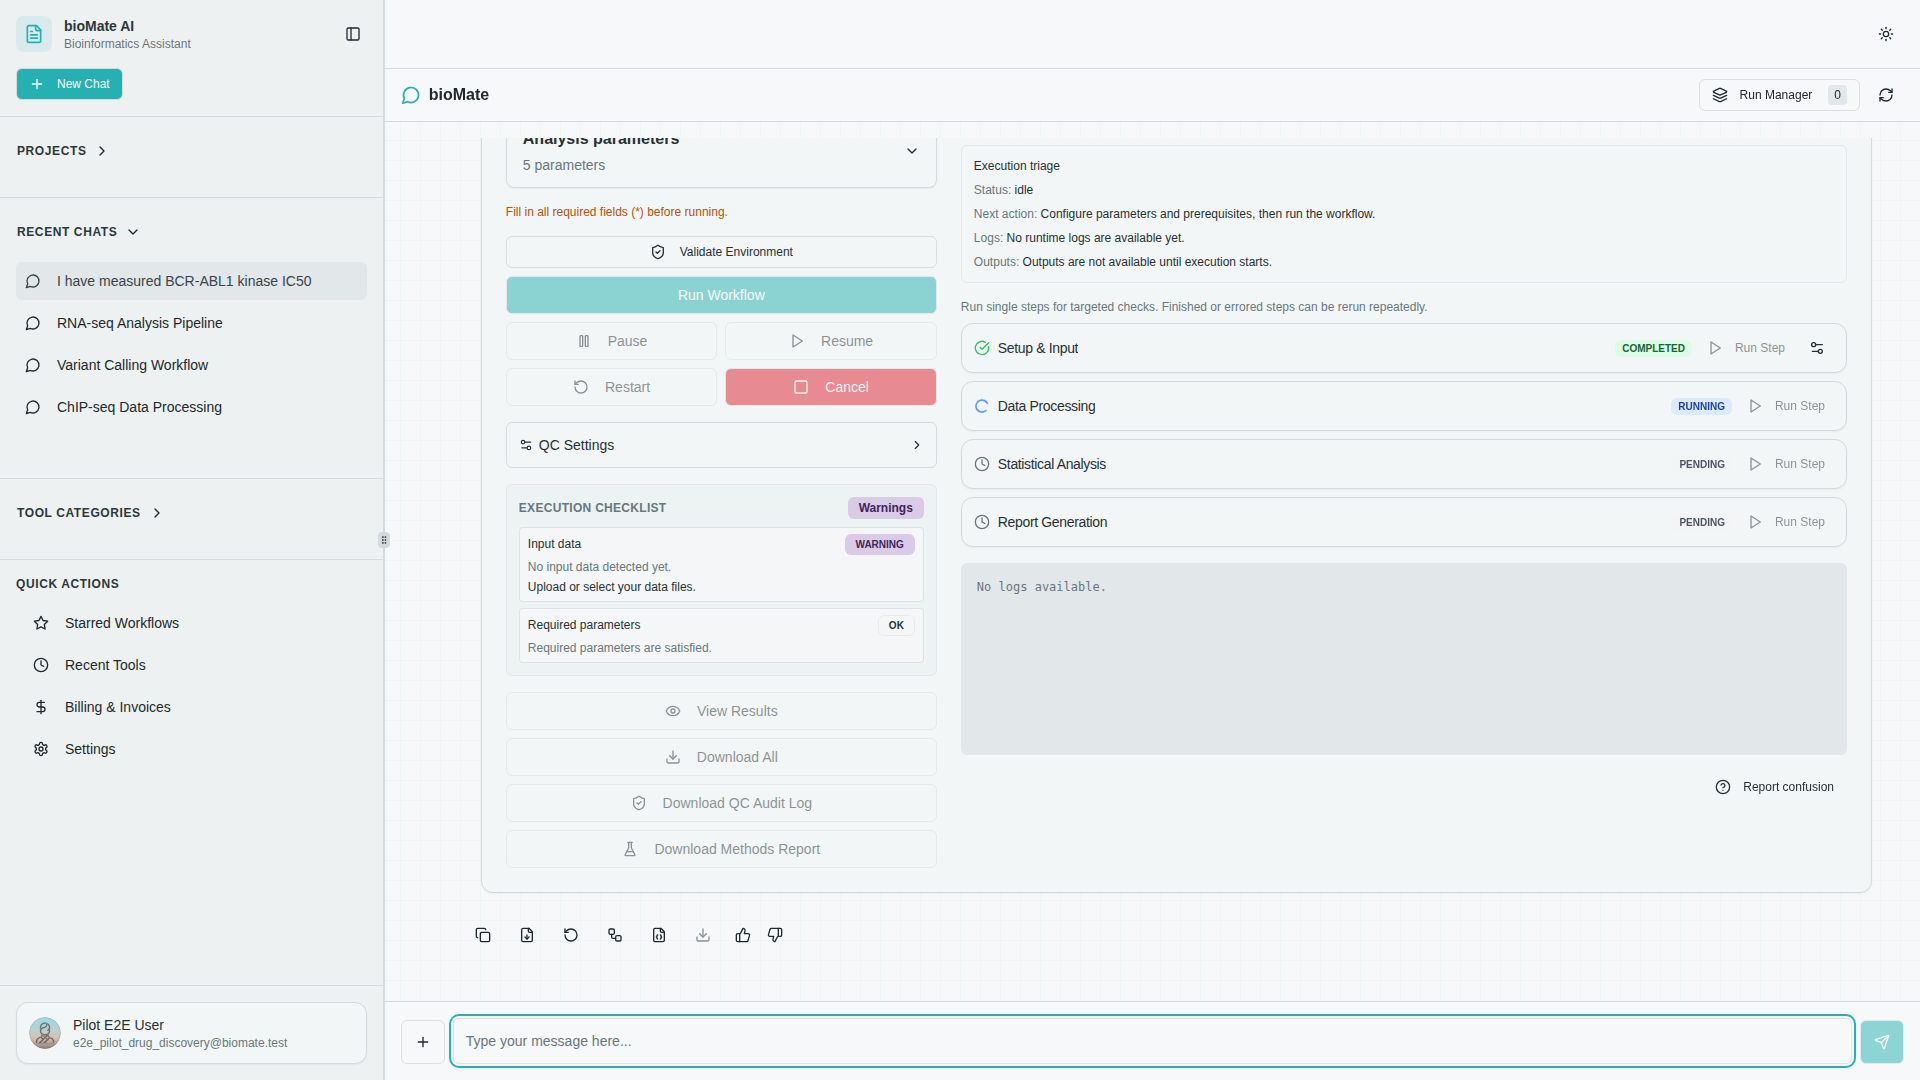 bioMate AI
Bioinformatics Assistant
New Chat
PROJECTS
RECENT CHATS
I have measured BCR-ABL1 kinase IC50
RNA-seq Analysis Pipeline
Variant Calling Workflow
ChIP-seq Data Processing
TOOL CATEGORIES
QUICK ACTIONS
Starred Workflows
Recent Tools
Billing & Invoices
Settings
Pilot E2E User
e2e_pilot_drug_discovery@biomate.test
bioMate
Run Manager 0
Analysis parameters
5 parameters
Fill in all required fields (*) before running.
Validate Environment
Run Workflow
Pause
Resume
Restart
Cancel
QC Settings
EXECUTION CHECKLIST Warnings
Input data WARNING
No input data detected yet.
Upload or select your data files.
Required parameters OK
Required parameters are satisfied.
View Results
Download All
Download QC Audit Log
Download Methods Report
Execution triage
Status: idle
Next action: Configure parameters and prerequisites, then run the workflow.
Logs: No runtime logs are available yet.
Outputs: Outputs are not available until execution starts.
Run single steps for targeted checks. Finished or errored steps can be rerun repeatedly.
Setup & Input COMPLETED Run Step
Data Processing RUNNING Run Step
Statistical Analysis PENDING Run Step
Report Generation PENDING Run Step
No logs available.
Report confusion
Type your message here...